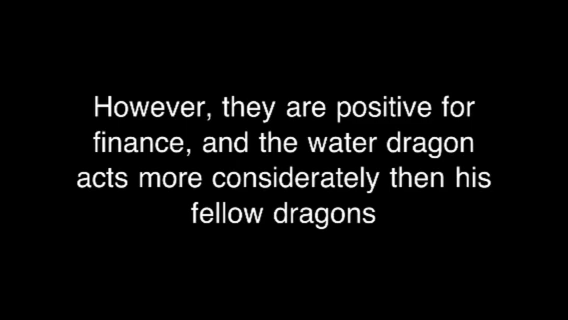 However, they are positive for
finance, and the water dragon
acts more considerately then his
fellow dragons